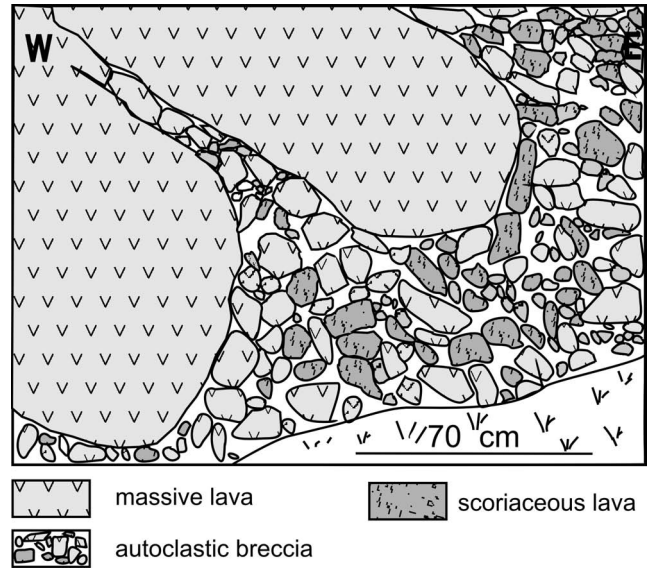 W E
70 cm
massive lava
scoriaceous lava
autoclastic breccia